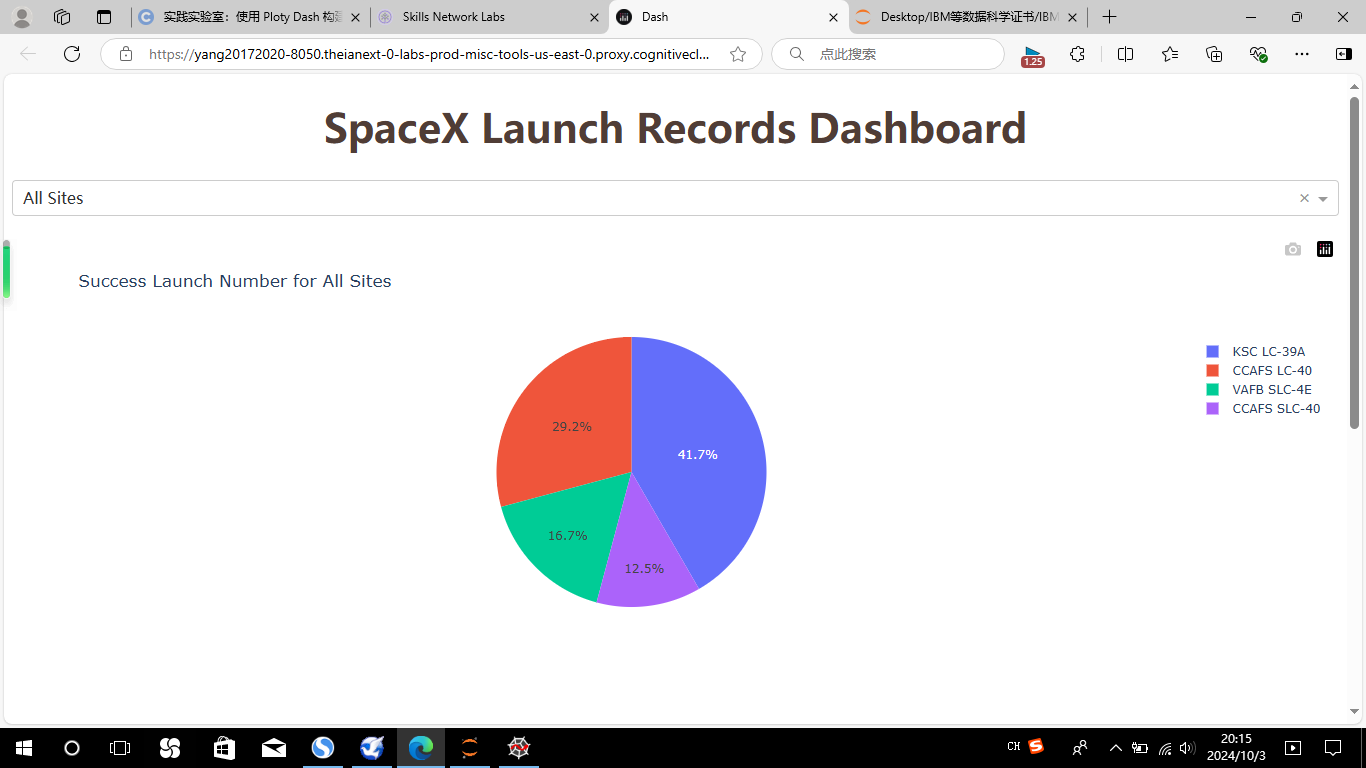 实践实验室：使用 Ploty Dash 构建
Skills Network Labs
Dash
Desktop/IBM等数据科学证书/IBM
https://yang20172020-8050.theianext-0-labs-prod-misc-tools-us-east-0.proxy.cognitivecl...
点此搜索
1.25
SpaceX Launch Records Dashboard
All Sites
Success Launch Number for All Sites
KSC LC-39A
CCAFS LC-40
VAFB SLC-4E
CCAFS SLC-40
29.2%
41.7%
16.7%
12.5%
CH
20:15
2024/10/3